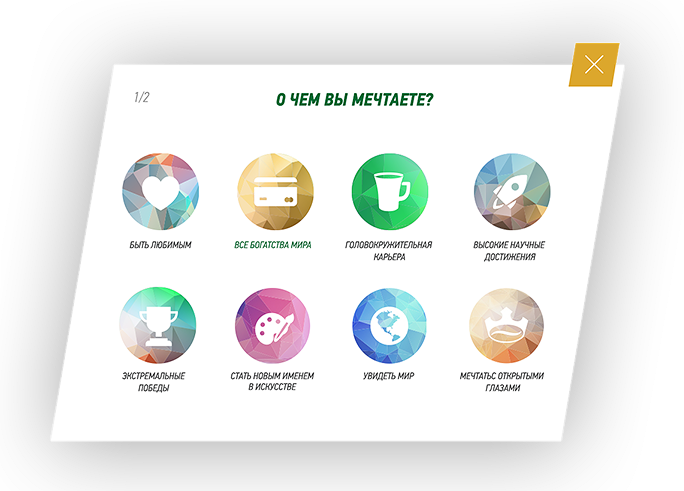 1/2
О ЧЕМ ВЫ МЕЧТАЕТЕ?
БЫТЬ ЛЮБИМЫМ
ВСЕ БОГАТСТВА МИРА
ГОЛОВОКРУЖИТЕЛЬНАЯ
КАРЬЕРА
ВЫСОКИЕ НАУЧНЫЕ
ДОСТИЖЕНИЯ
ЭКСТРЕМАЛЬНЫЕ
ПОБЕДЫ
СТАТЬ НОВЫМ ИМЕНЕМ
В ИСКУССТВЕ
УВИДЕТЬ МИР
МЕЧТАТЬС ОТКРЫТЫМИ
ГЛАЗАМИ